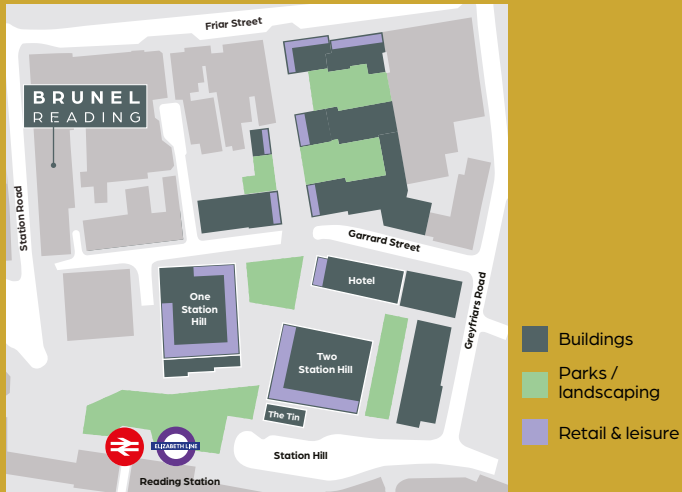 Friar Street
BRUNEL
READING
Station Road
Garrard Street
Hotel
One
Station
Hill
Greyfriars Road
Two
Station Hill
The Tin
ELIZABETH LINE
Station Hill
Reading Station
Buildings
Parks /
landscaping
Retail & leisure